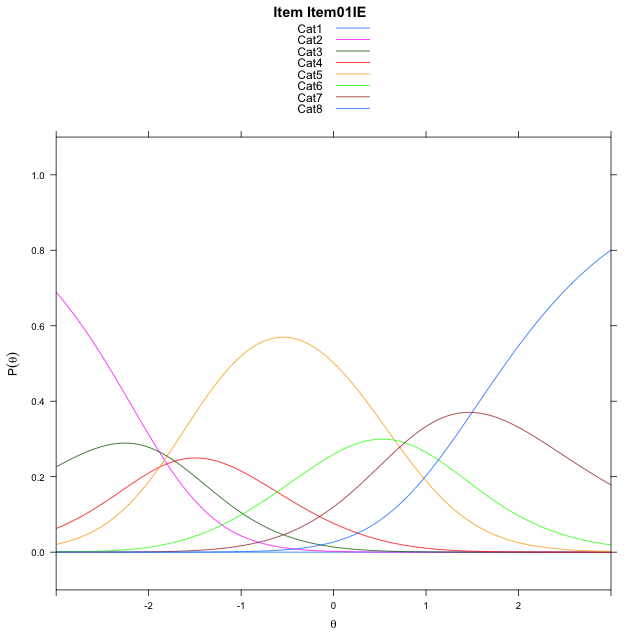 Item Item01IE
Cat1
Cat2
Cat3
Cat4
Cat5
Cat6
Cat7
Cat8
1.0
0.8
0.6
0.4
0.2
0.0
P(θ)
-2 -1 0 1 2
θ